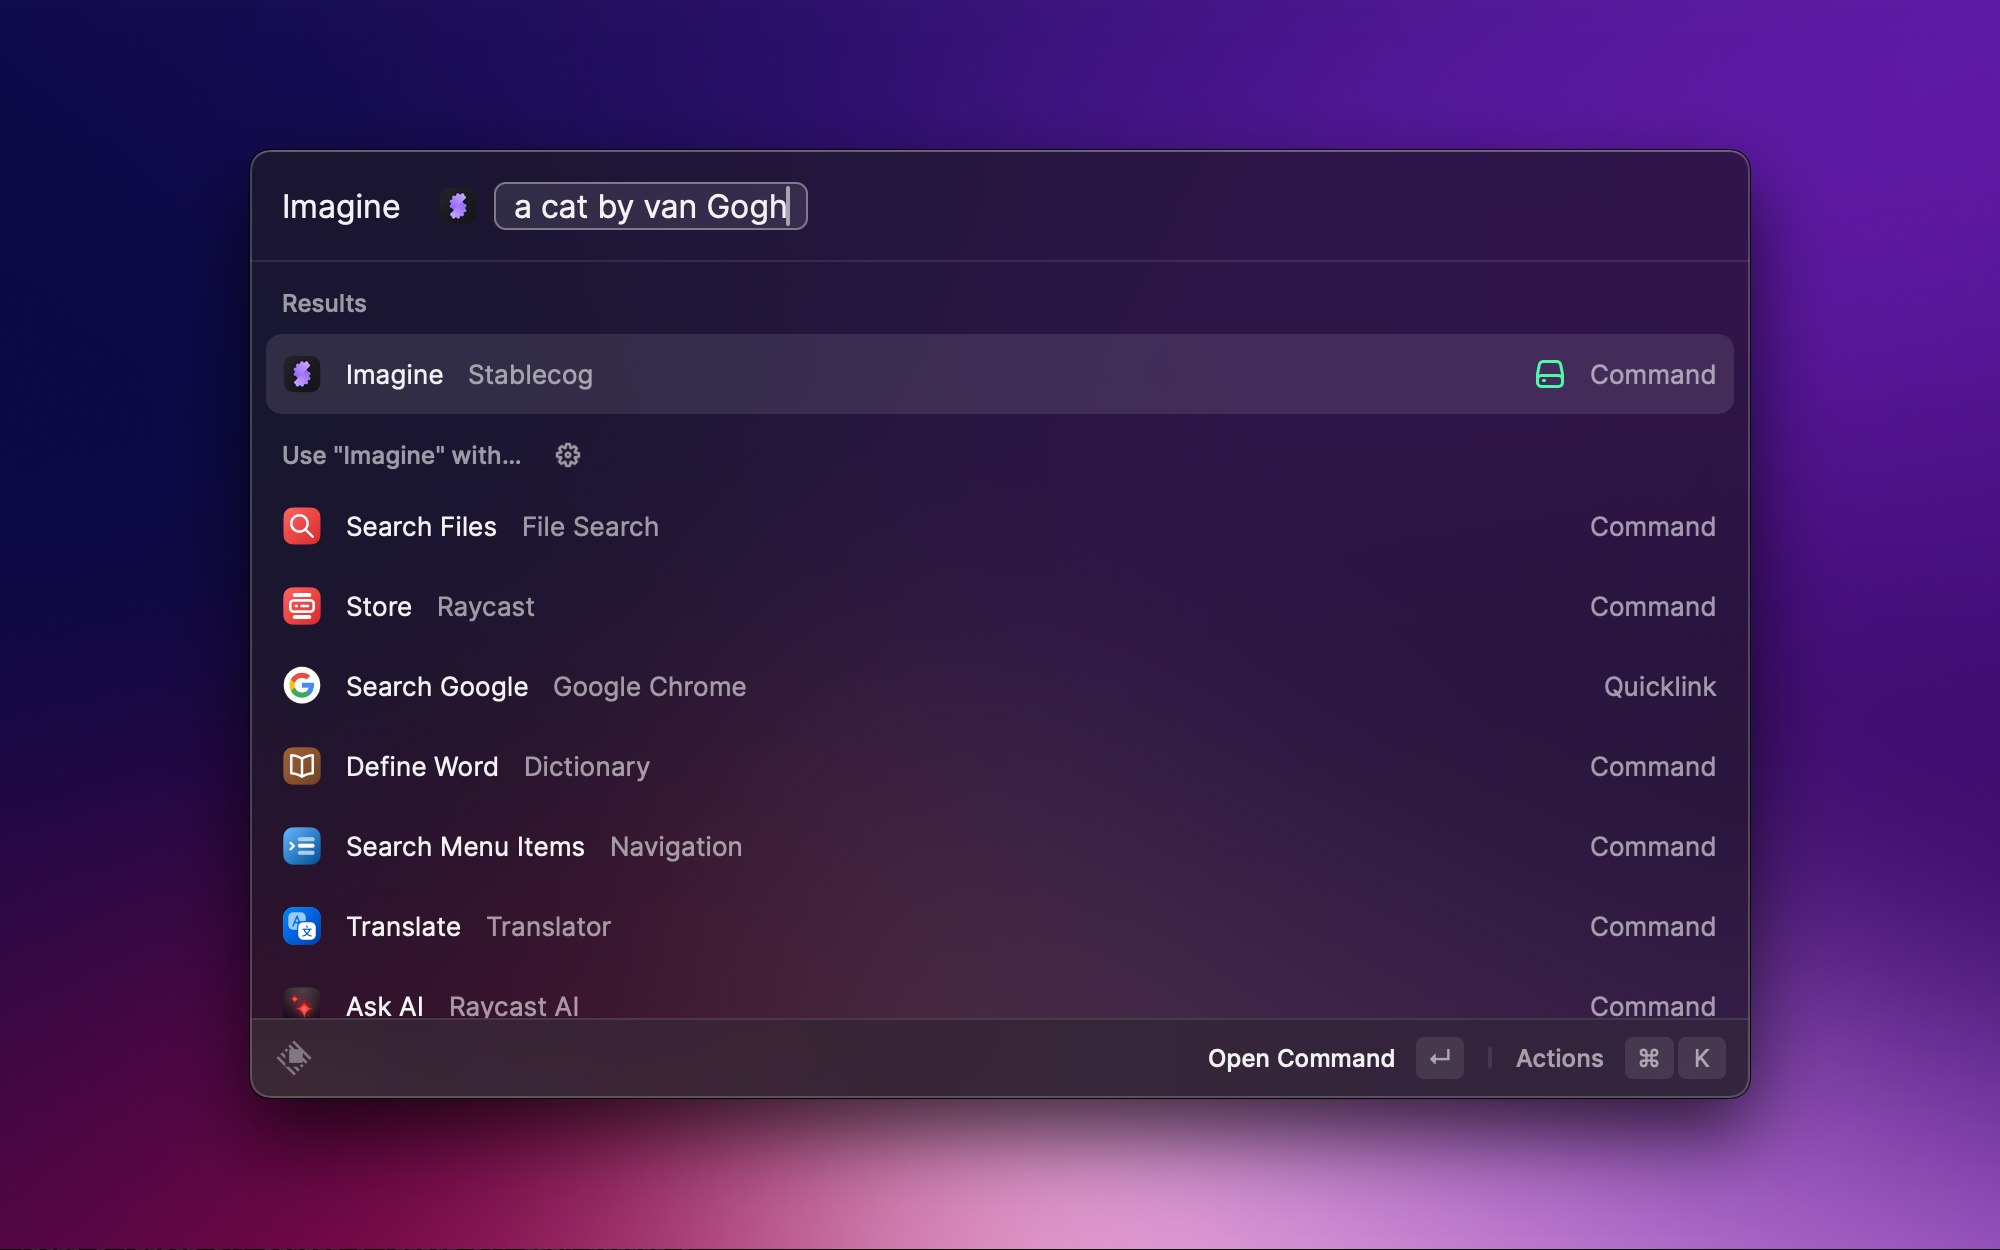 Imagine a cat by van Gogh
Results
Imagine Stablecog Command
Use "Imagine" with...
Search Files File Search Command
Store Raycast Command
Search Google Google Chrome Quicklink
Define Word Dictionary Command
Search Menu Items Navigation Command
Translate Translator Command
Ask AI Raycast AI Command
Open Command ↵ Actions ⌘ K